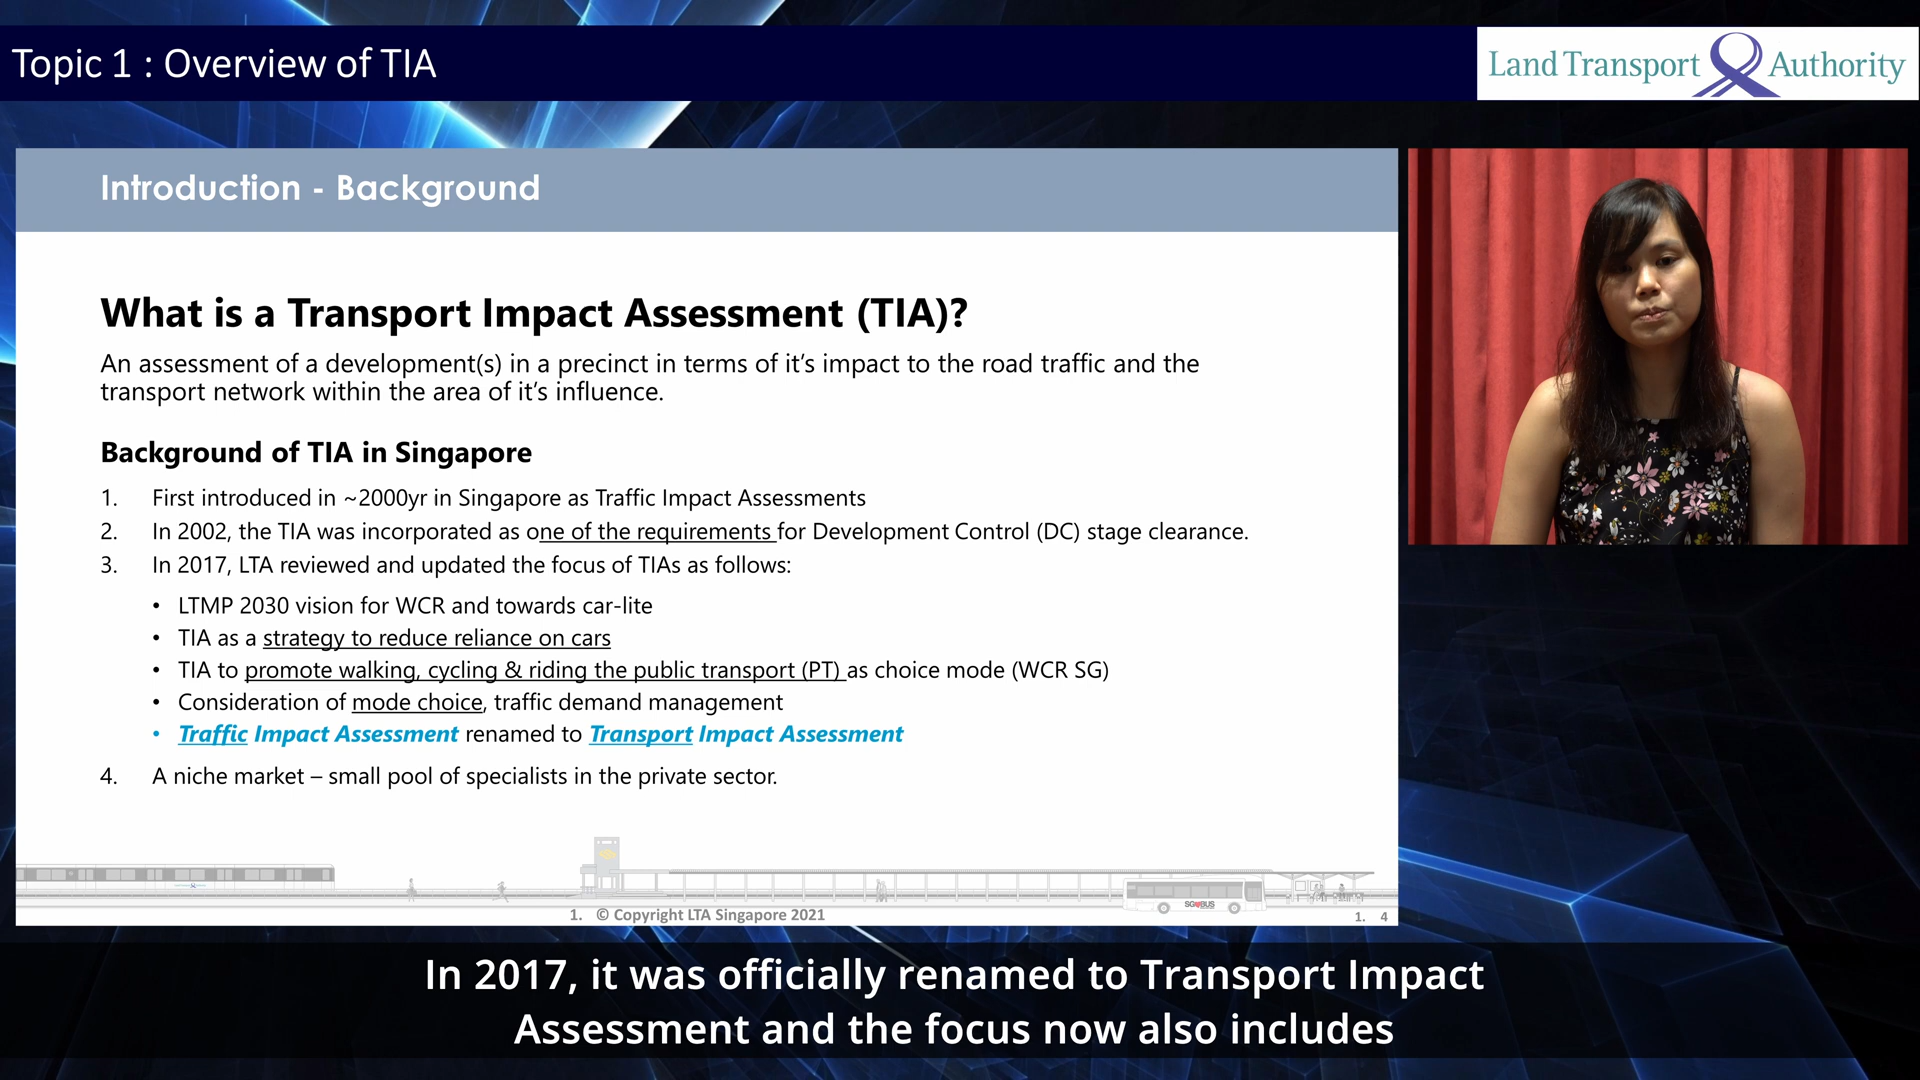 Topic 1 : Overview of TIA
Land Transport Authority
Introduction - Background
What is a Transport Impact Assessment (TIA)?
An assessment of a development(s) in a precinct in terms of it’s impact to the road traffic and the
transport network within the area of it’s influence.
Background of TIA in Singapore
1. First introduced in ~2000yr in Singapore as Traffic Impact Assessments
2. In 2002, the TIA was incorporated as one of the requirements for Development Control (DC) stage clearance.
3. In 2017, LTA reviewed and updated the focus of TIAs as follows:
• LTMP 2030 vision for WCR and towards car-lite
• TIA as a strategy to reduce reliance on cars
• TIA to promote walking, cycling & riding the public transport (PT) as choice mode (WCR SG)
• Consideration of mode choice, traffic demand management
• Traffic Impact Assessment renamed to Transport Impact Assessment
4. A niche market – small pool of specialists in the private sector.
SG♥BUS
1. © Copyright LTA Singapore 2021
1. 4
In 2017, it was officially renamed to Transport Impact
Assessment and the focus now also includes